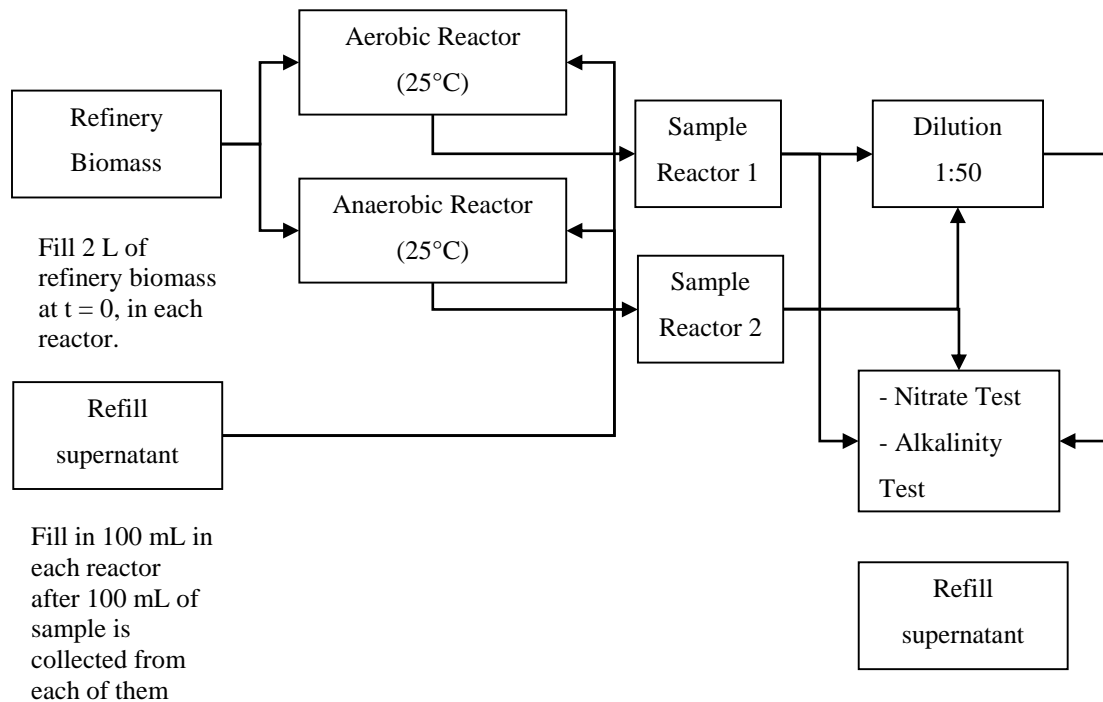 Aerobic Reactor
(25°C)
Refinery
Biomass
Sample
Reactor 1
Dilution
1:50
Anaerobic Reactor
(25°C)
Fill 2 L of
refinery biomass
at t = 0, in each
reactor.
Sample
Reactor 2
Refill
supernatant
- Nitrate Test
- Alkalinity
Test
Fill in 100 mL in
each reactor
after 100 mL of
sample is
collected from
each of them
Refill
supernatant